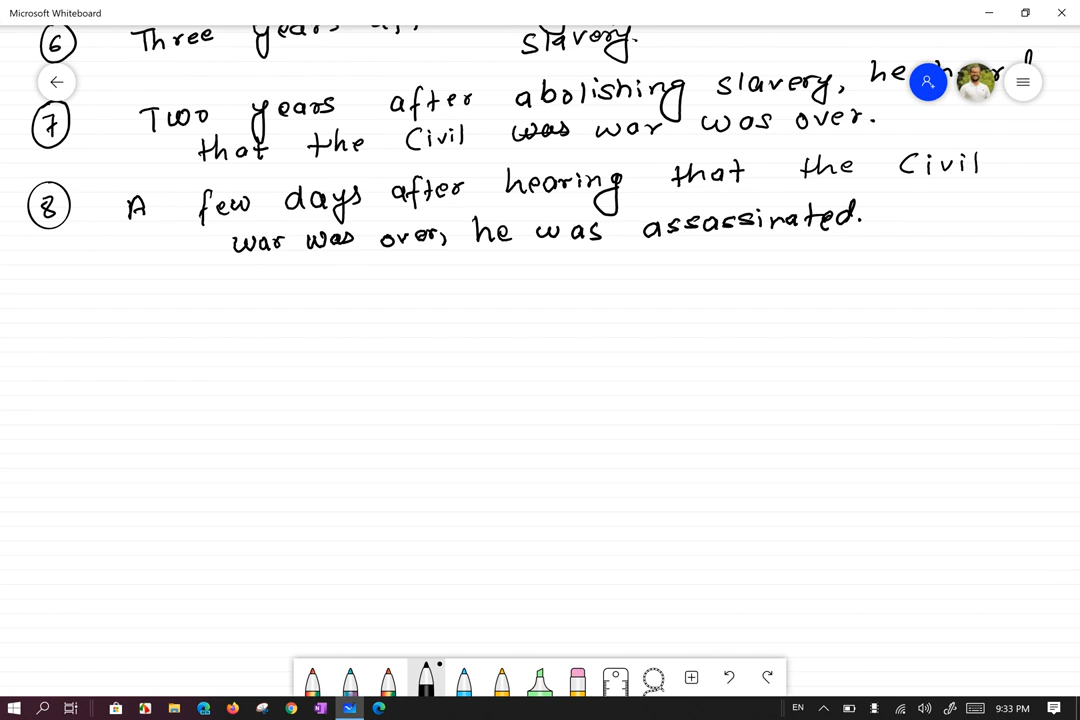 Microsoft Whiteboard
6 Three years
slavery.
7 Two years after abolishing slavery, he
that the Civil was war was over.
8 A few days after hearing that the Civil
war was over, he was assassinated.
EN 9:33 PM